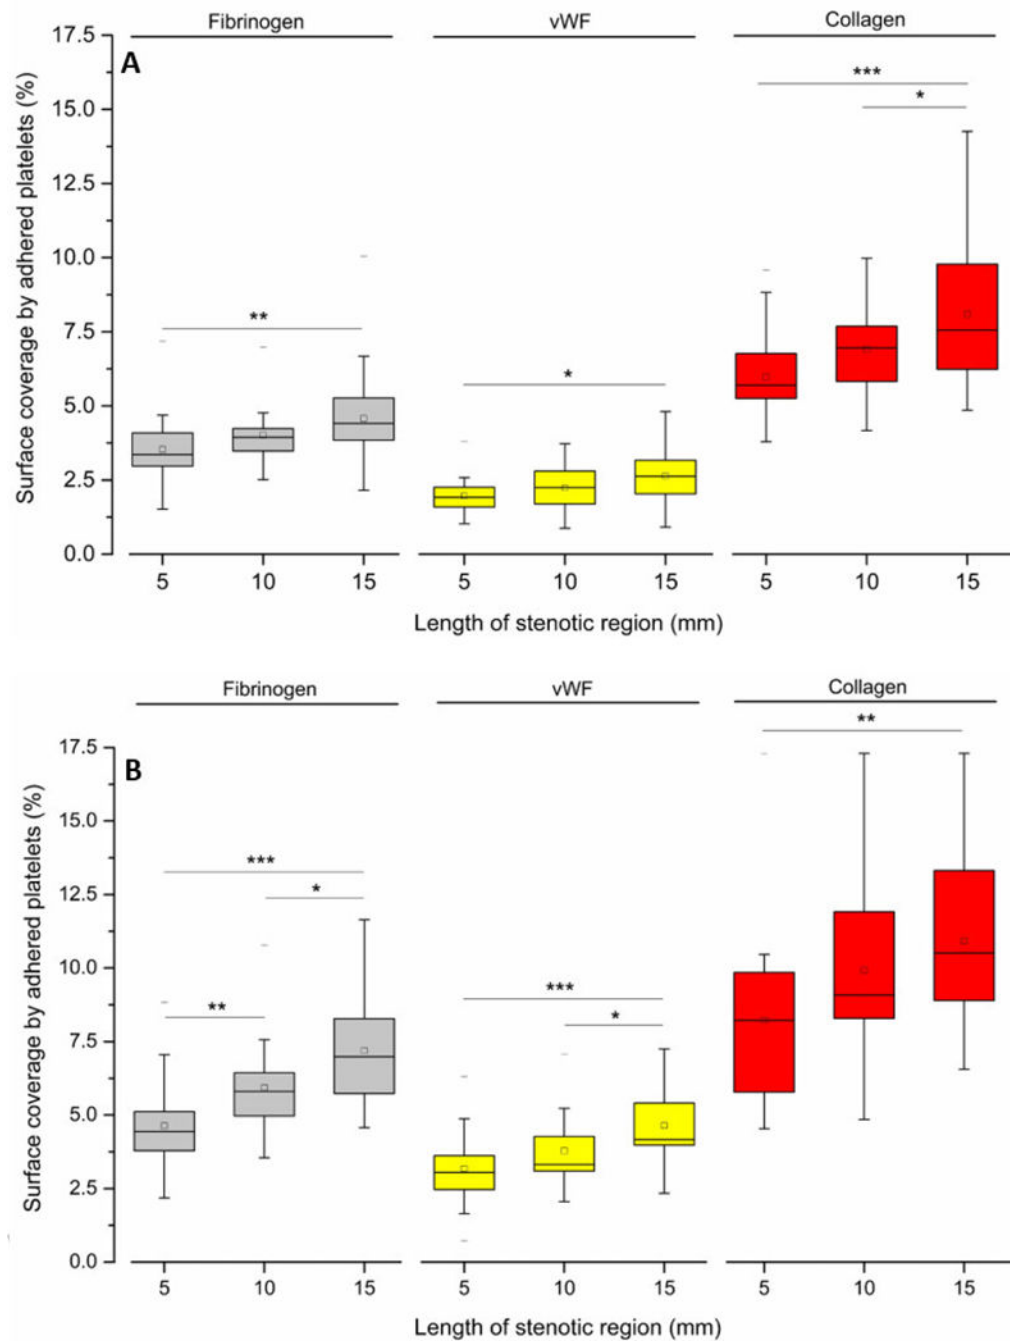 Fibrinogen vWF Collagen
A
17.5
15.0
12.5
10.0
7.5
5.0
2.5
0.0
Surface coverage by adhered platelets (%)
***
*
**
*
5 10 15 5 10 15 5 10 15
Length of stenotic region (mm)
Fibrinogen vWF Collagen
B
17.5
15.0
12.5
10.0
7.5
5.0
2.5
0.0
Surface coverage by adhered platelets (%)
**
***
*
***
*
**
5 10 15 5 10 15 5 10 15
Length of stenotic region (mm)